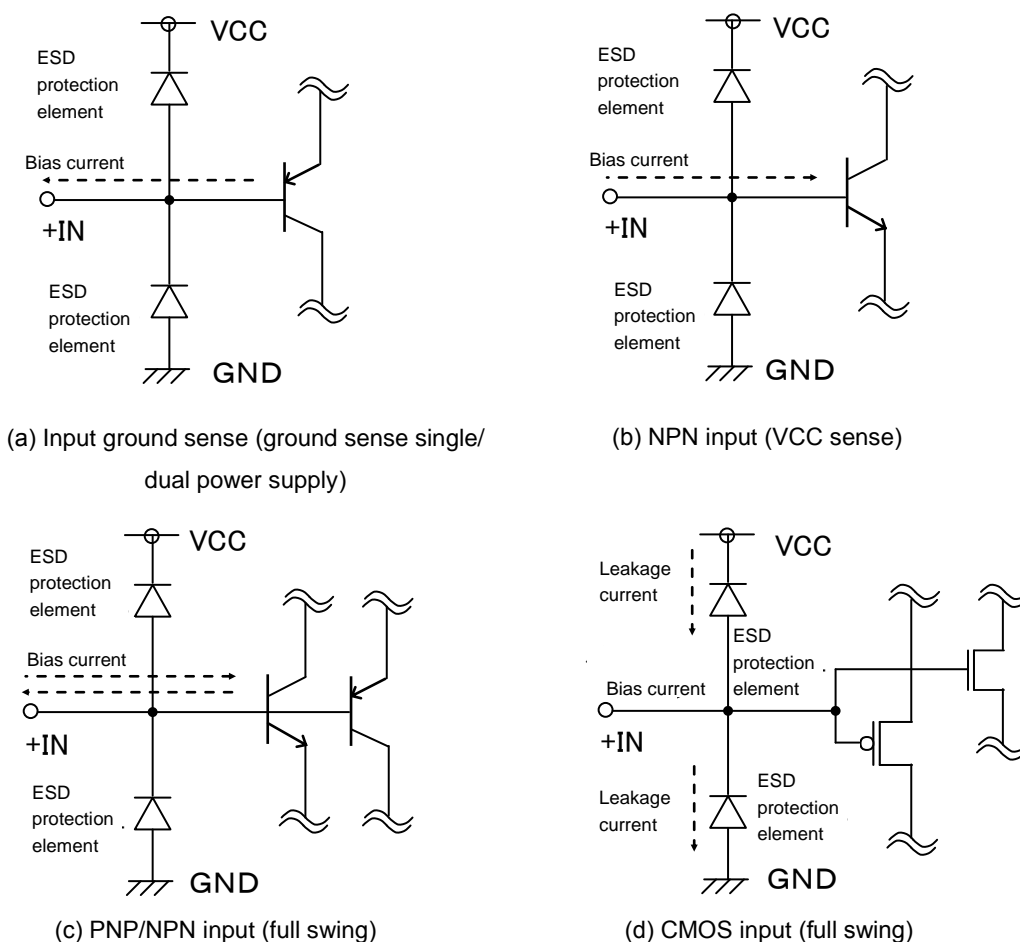 VCC
ESD
protection
element
Bias current
+IN
ESD
protection
element
GND
(a) Input ground sense (ground sense single/
dual power supply)
VCC
ESD
protection
element
Bias current
+IN
ESD
protection
element
GND
(b) NPN input (VCC sense)
VCC
ESD
protection
element
Bias current
+IN
ESD
protection
element
GND
(c) PNP/NPN input (full swing)
VCC
Leakage
current
ESD
protection
element
Bias current
+IN
Leakage
current
ESD
protection
element
GND
(d) CMOS input (full swing)